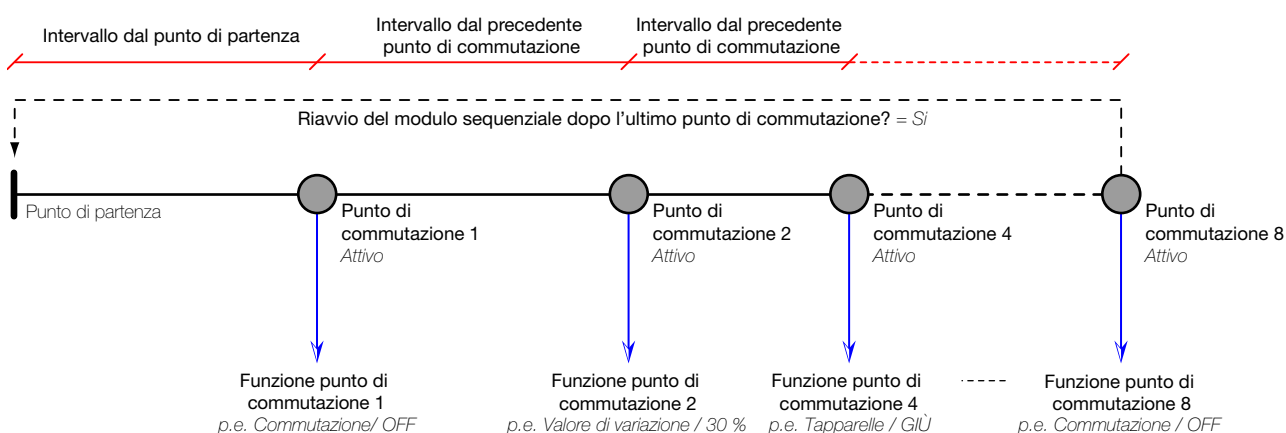 Intervallo dal punto di partenza
Intervallo dal precedente
punto di commutazione
Intervallo dal precedente
punto di commutazione
Riavvio del modulo sequenziale dopo l'ultimo punto di commutazione? = Si
Punto di partenza
Punto di
commutazione 1
Attivo
Punto di
commutazione 2
Attivo
Punto di
commutazione 4
Attivo
Punto di
commutazione 8
Attivo
Funzione punto di
commutazione 1
p.e. Commutazione/ OFF
Funzione punto di
commutazione 2
p.e. Valore di variazione / 30 %
Funzione punto di
commutazione 4
p.e. Tapparelle / GIÙ
Funzione punto di
commutazione 8
p.e. Commutazione / OFF